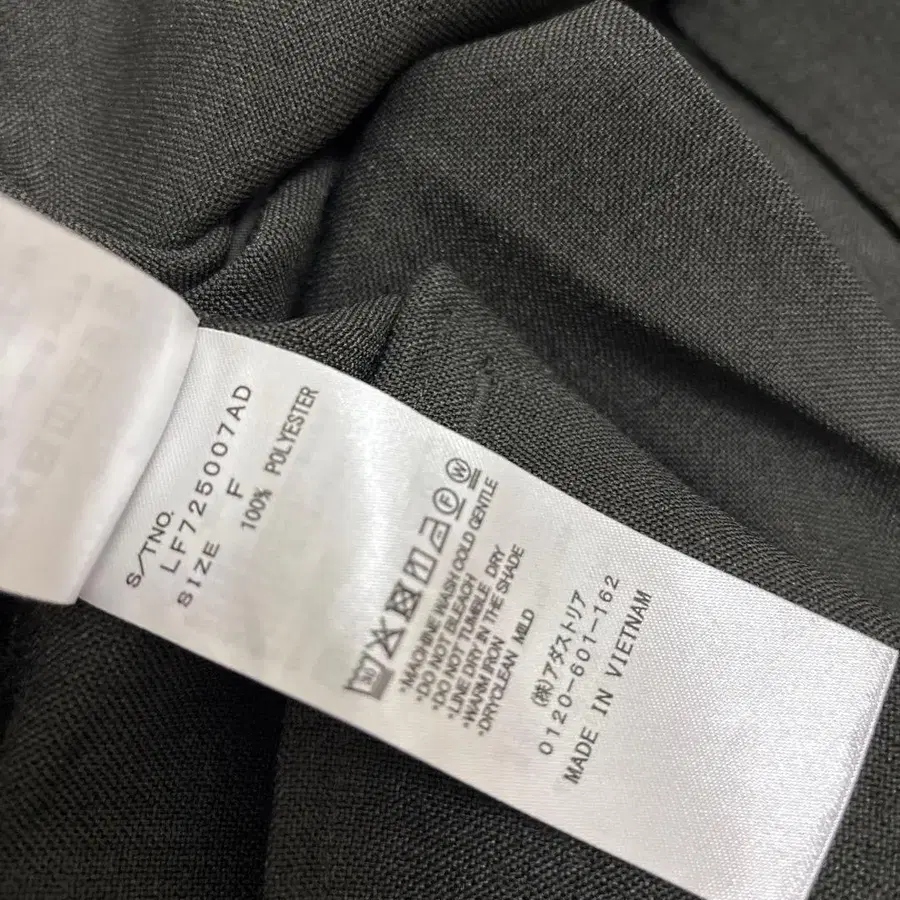 S/TNO.
LF725007AD
SIZE F
100% POLYESTER
30 F W
*MACHINE WASH COLD GENTLE
*DO NOT BLEACH
*DO NOT TUMBLE DRY
*LINE DRY IN THE SHADE
*WARM IRON
*DRYCLEAN MILD
(株)アダストリア
0120-601-162
MADE IN VIETNAM